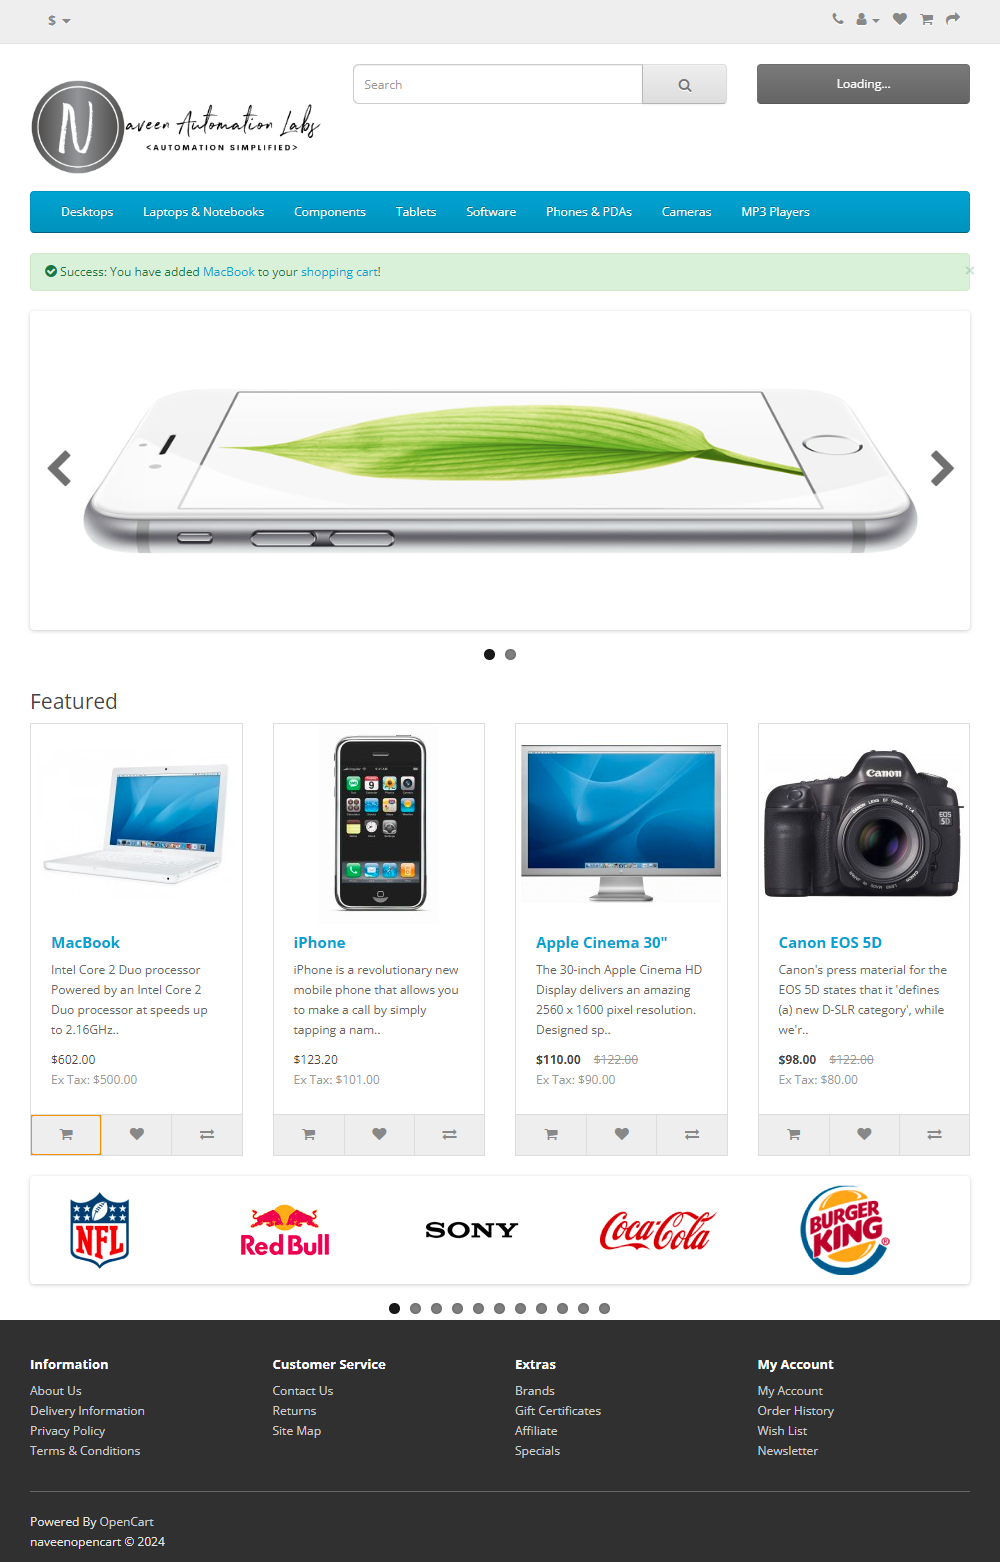 $
Search
Loading...
Naveen Automation Labs
<AUTOMATION SIMPLIFIED>
Desktops Laptops & Notebooks Components Tablets Software Phones & PDAs Cameras MP3 Players
Success: You have added MacBook to your shopping cart!
×
Featured
Canon
EOS
5D
MacBook
Intel Core 2 Duo processor
Powered by an Intel Core 2
Duo processor at speeds up
to 2.16GHz..
$602.00
Ex Tax: $500.00
iPhone
iPhone is a revolutionary new
mobile phone that allows you
to make a call by simply
tapping a nam..
$123.20
Ex Tax: $101.00
Apple Cinema 30"
The 30-inch Apple Cinema HD
Display delivers an amazing
2560 x 1600 pixel resolution.
Designed sp..
$110.00 $122.00
Ex Tax: $90.00
Canon EOS 5D
Canon's press material for the
EOS 5D states that it 'defines
(a) new D-SLR category', while
we'r..
$98.00 $122.00
Ex Tax: $80.00
NFL
Red Bull
SONY
Coca-Cola
BURGER
KING
®
Information
About Us
Delivery Information
Privacy Policy
Terms & Conditions
Customer Service
Contact Us
Returns
Site Map
Extras
Brands
Gift Certificates
Affiliate
Specials
My Account
My Account
Order History
Wish List
Newsletter
Powered By OpenCart
naveenopencart © 2024